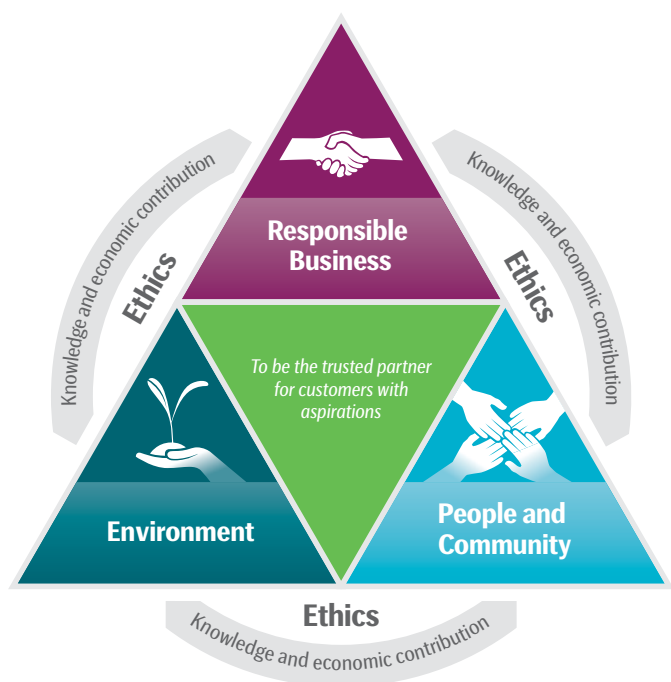 Knowledge and economic contribution
Knowledge and economic contribution
Responsible
Business
Ethics
Ethics
To be the trusted partner
for customers with
aspirations
Environment
People and
Community
Ethics
Knowledge and economic contribution